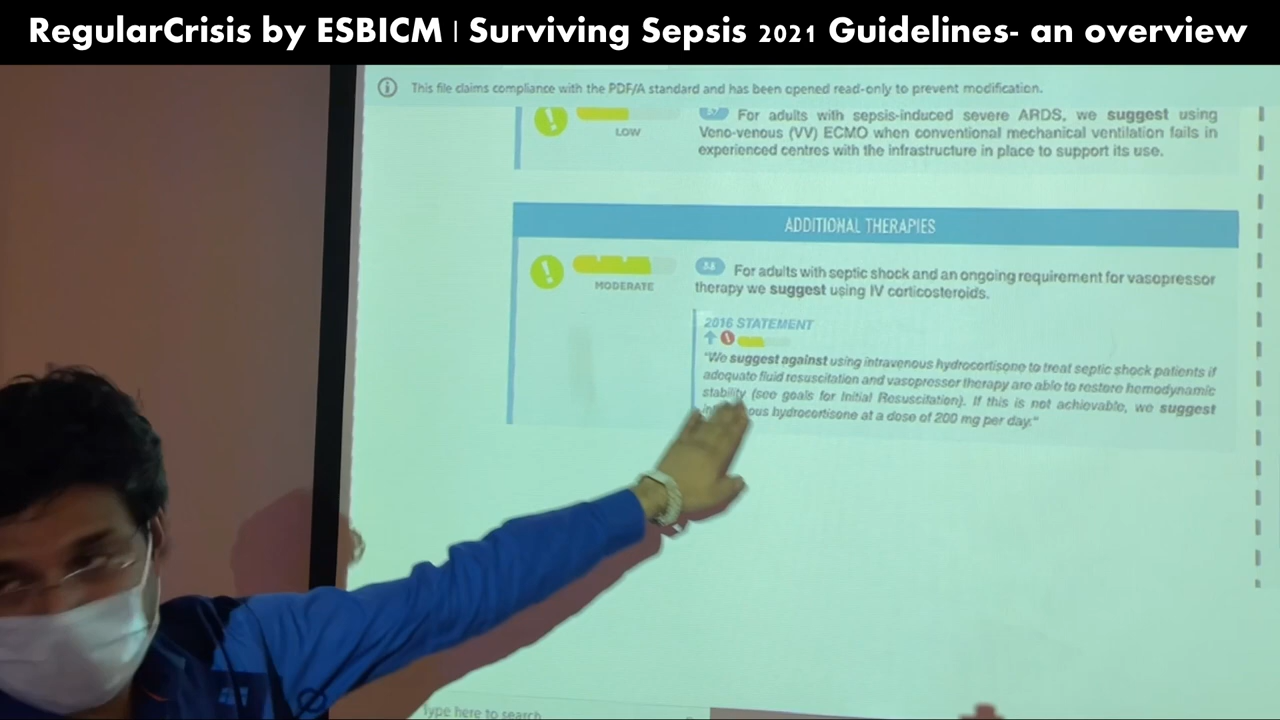 RegularCrisis by ESBICM | Surviving Sepsis 2021 Guidelines- an overview
This file claims compliance with the PDF/A standard and has been opened read-only to prevent modification.
For adults with sepsis-induced severe ARDS, we suggest using
Veno-venous (VV) ECMO when conventional mechanical ventilation fails in
experienced centres with the infrastructure in place to support its use.
LOW
ADDITIONAL THERAPIES
MODERATE
58 For adults with septic shock and an ongoing requirement for vasopressor
therapy we suggest using IV corticosteroids.
2016 STATEMENT
"We suggest against using intravenous hydrocortisone to treat septic shock patients if
adequate fluid resuscitation and vasopressor therapy are able to restore hemodynamic
stability (see goals for Initial Resuscitation). If this is not achievable, we suggest
hydrocortisone at a dose of 200 mg per day."
Type here to search